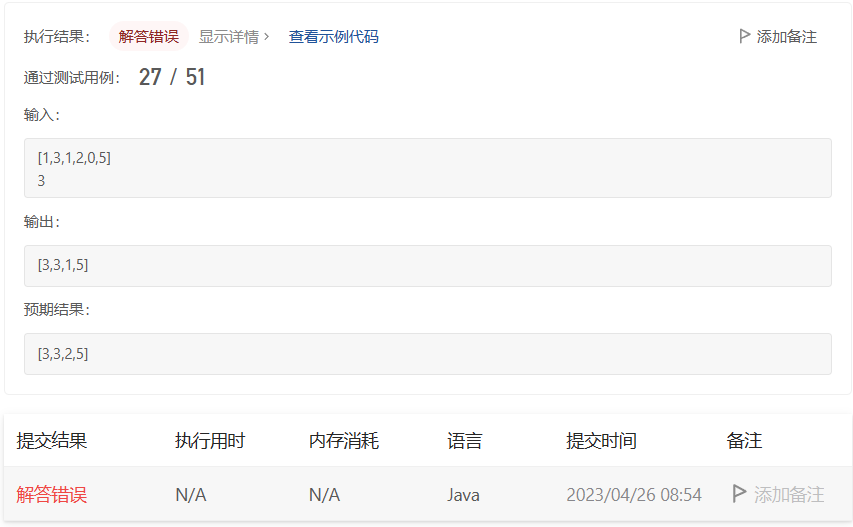 执行结果： 解答错误 显示详情 > 查看示例代码 添加备注
通过测试用例： 27 / 51
输入：
[1,3,1,2,0,5]
3
输出：
[3,3,1,5]
预期结果：
[3,3,2,5]
提交结果 执行用时 内存消耗 语言 提交时间 备注
解答错误 N/A N/A Java 2023/04/26 08:54 添加备注